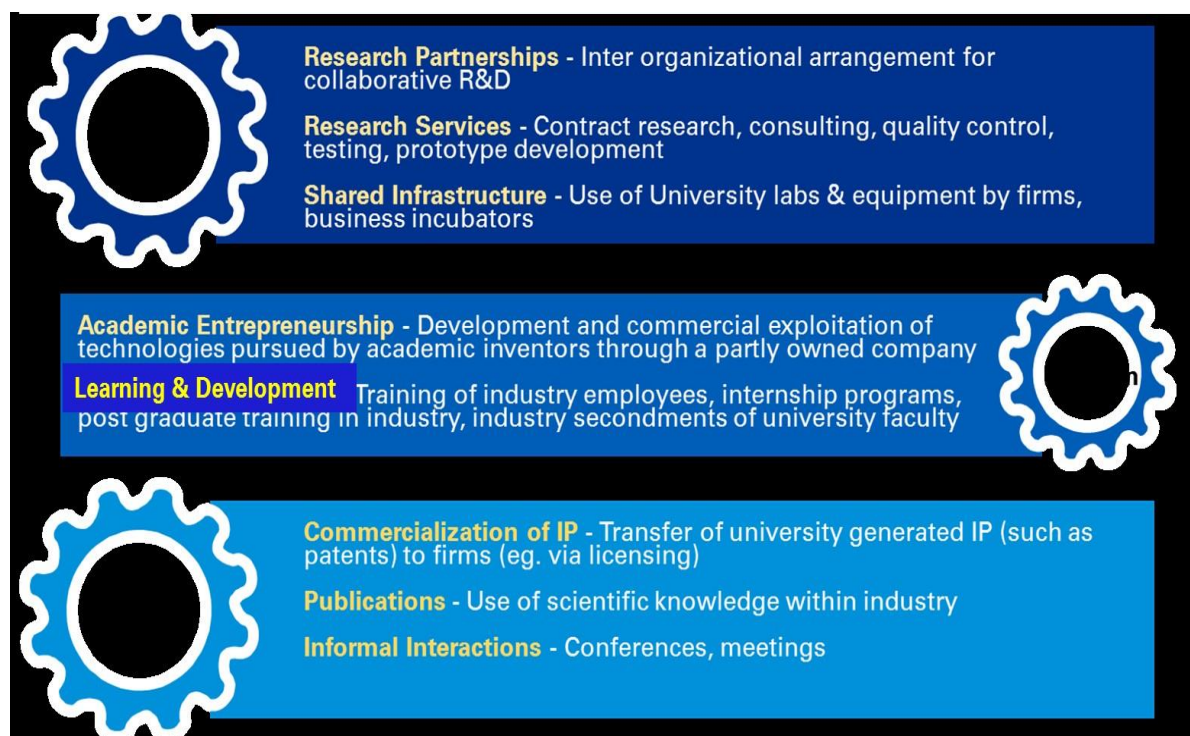 Research Partnerships - Inter organizational arrangement for
collaborative R&D
Research Services - Contract research, consulting, quality control,
testing, prototype development
Shared Infrastructure - Use of University labs & equipment by firms,
business incubators
Academic Entrepreneurship - Development and commercial exploitation of
technologies pursued by academic inventors through a partly owned company
Learning & Development Training of industry employees, internship programs,
post graduate training in industry, industry secondments of university faculty
Commercialization of IP - Transfer of university generated IP (such as
patents) to firms (eg. via licensing)
Publications - Use of scientific knowledge within industry
Informal Interactions - Conferences, meetings